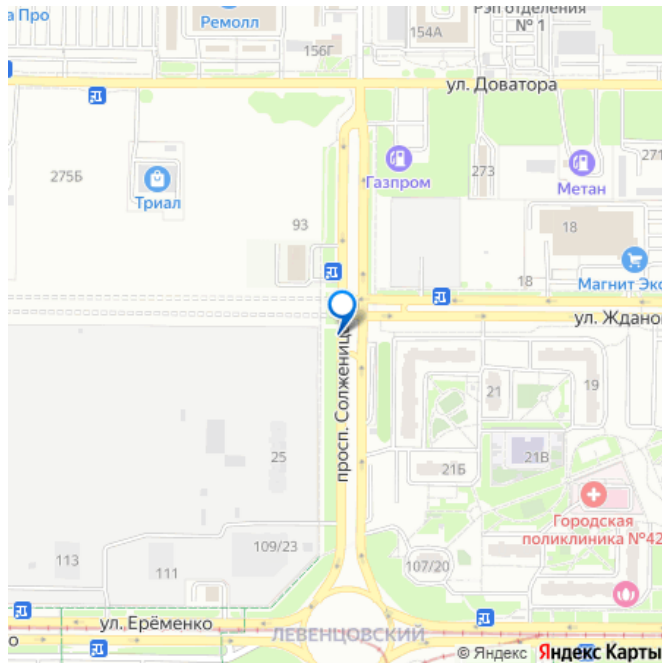 а Про
Ремолл
РЭП отделения
№ 1
154А
156Г
ул. Доватора
275Б
Триал
Газпром
273
Метан
271
93
18
18
Магнит Экс
ул. Ждано
просп. Солжениц
21
19
25
21Б
21В
Городская
поликлиника №42
113
111
109/23
107/20
ул. Ерёменко
ЛЕВЕНЦОВСКИЙ
о
© Яндекс Яндекс Карты